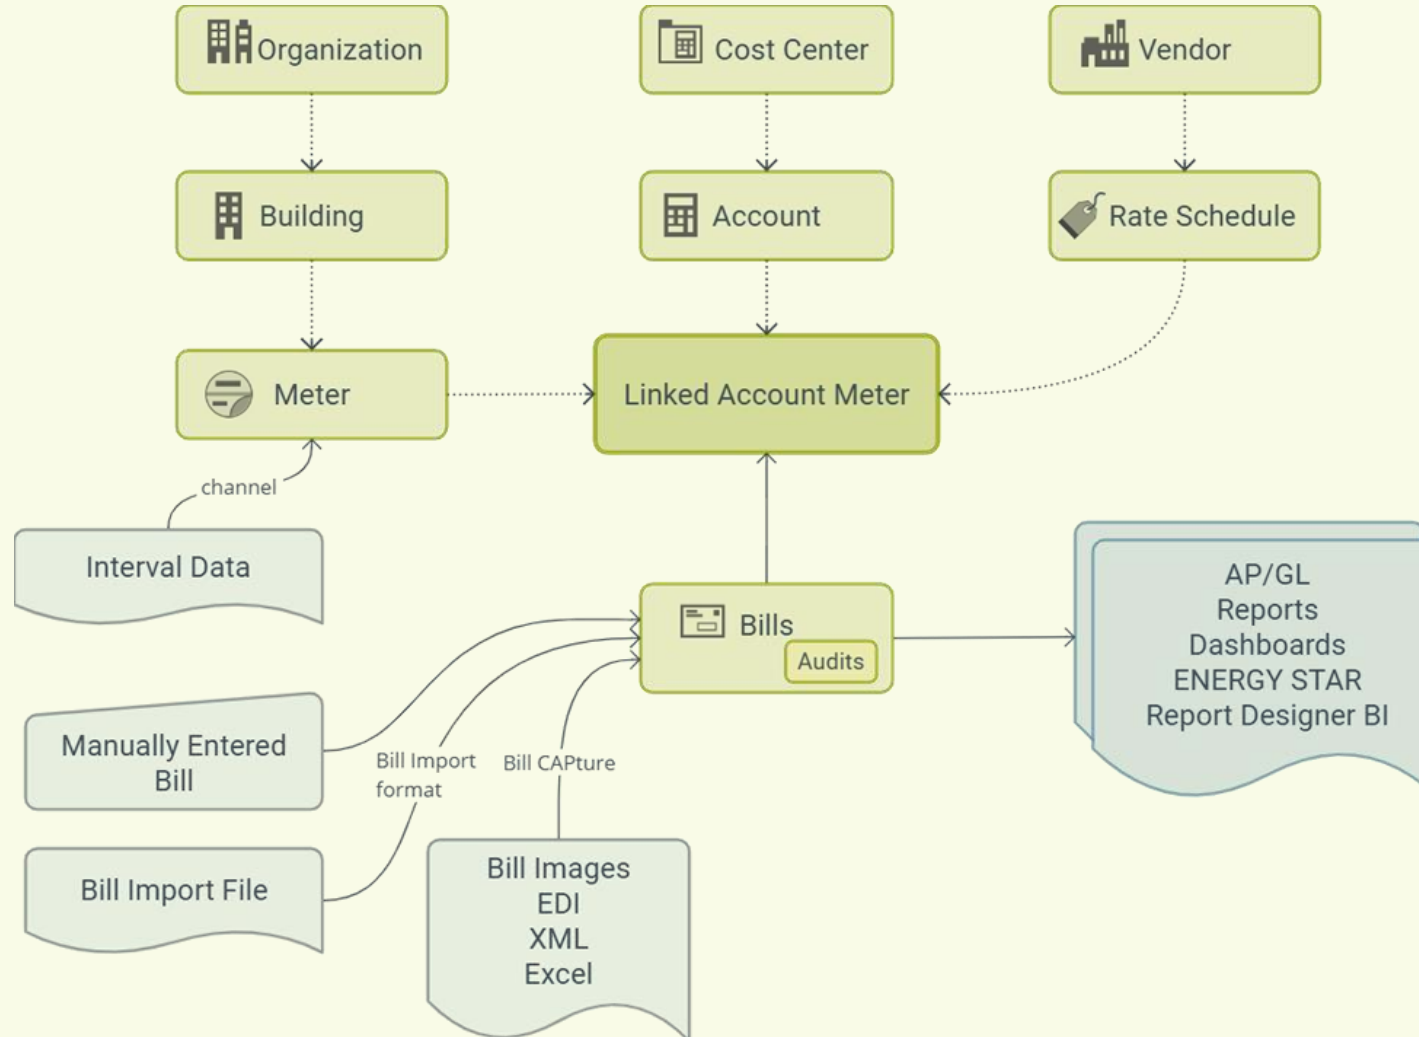 Organization
Cost Center
Vendor
Building
Account
Rate Schedule
Meter
Linked Account Meter
channel
Interval Data
Bills
Audits
AP/GL
Reports
Dashboards
ENERGY STAR
Report Designer BI
Manually Entered
Bill
Bill Import
format
Bill CAPture
Bill Import File
Bill Images
EDI
XML
Excel